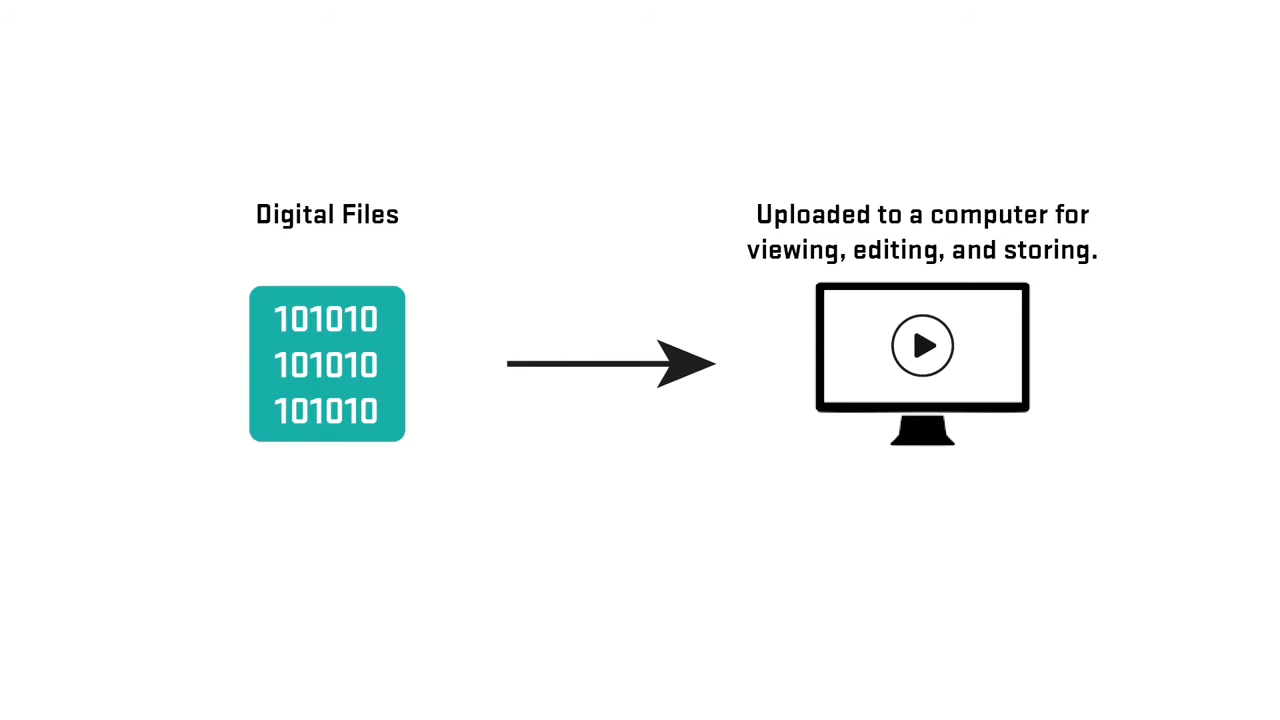 Digital Files
101010
101010
101010
Uploaded to a computer for
viewing, editing, and storing.